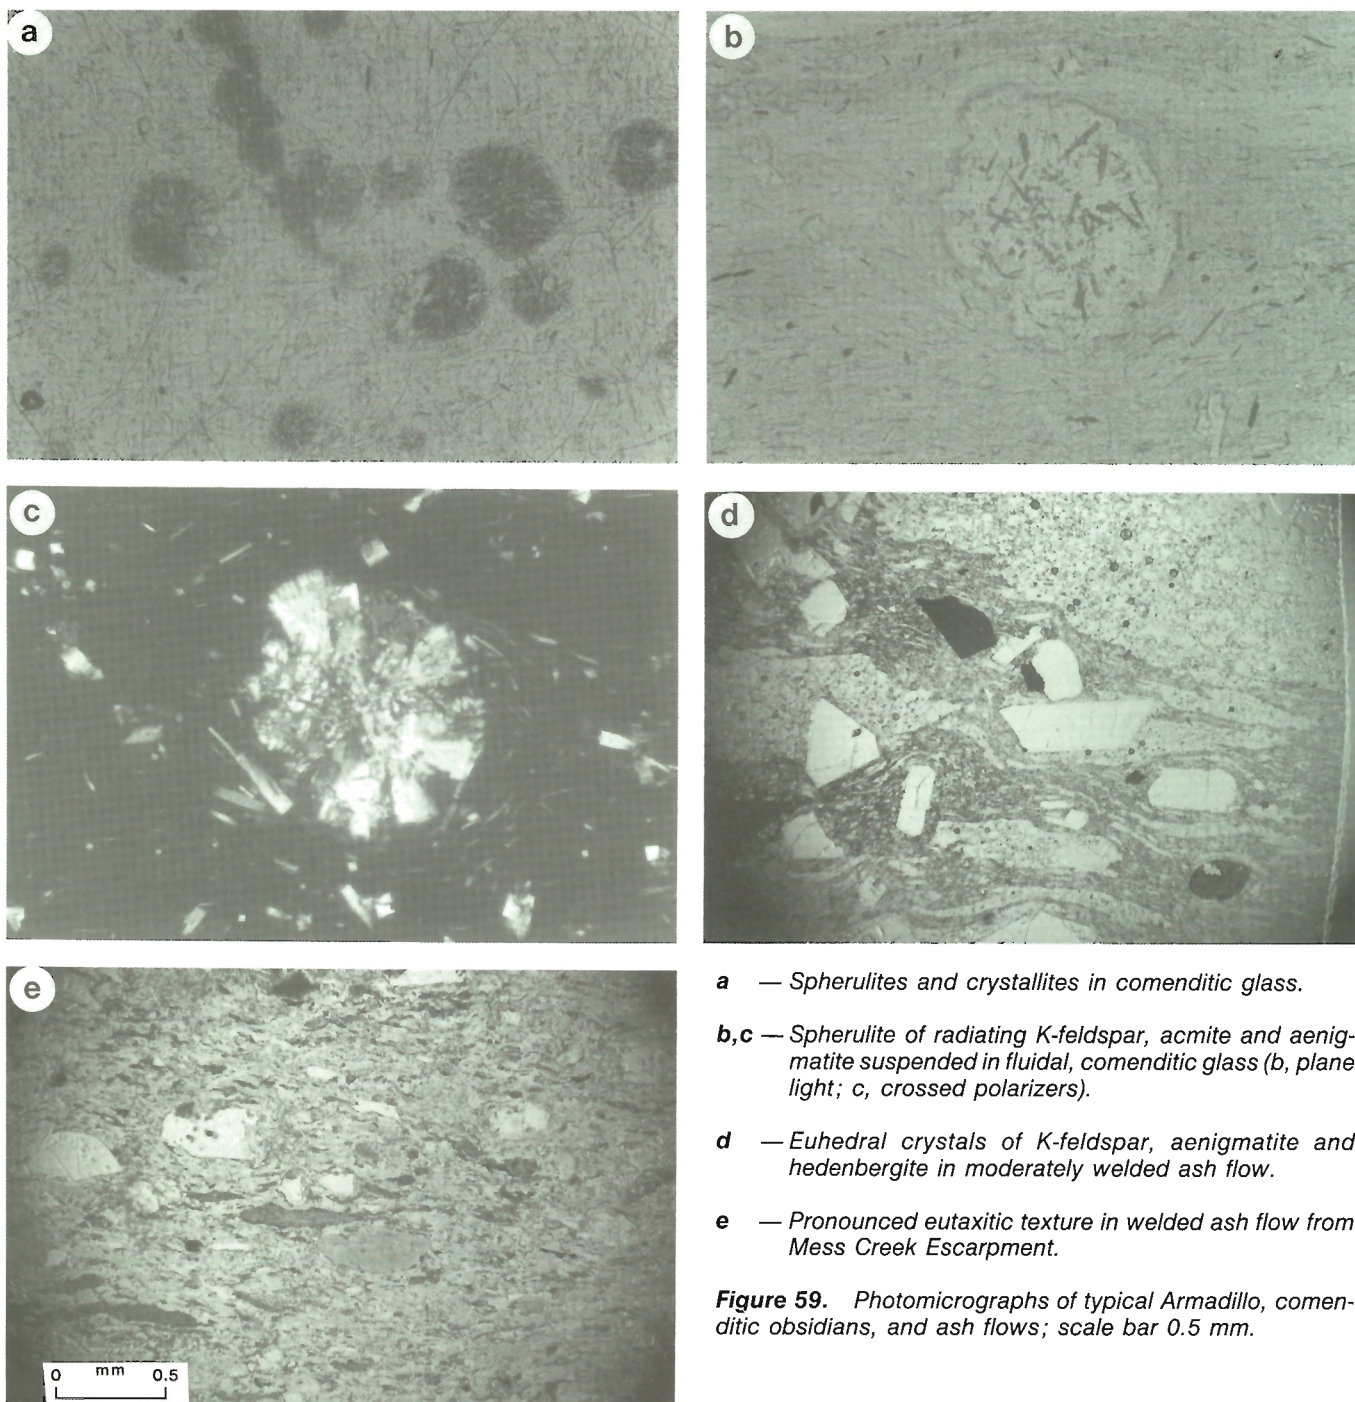 a
b
c
d
e
0 mm 0.5
a — Spherulites and crystallites in comenditic glass.
b,c — Spherulite of radiating K-feldspar, acmite and aenig-
matite suspended in fluidal, comenditic glass (b, plane
light; c, crossed polarizers).
d — Euhedral crystals of K-feldspar, aenigmatite and
hedenbergite in moderately welded ash flow.
e — Pronounced eutaxitic texture in welded ash flow from
Mess Creek Escarpment.
Figure 59. Photomicrographs of typical Armadillo, comen-
ditic obsidians, and ash flows; scale bar 0.5 mm.